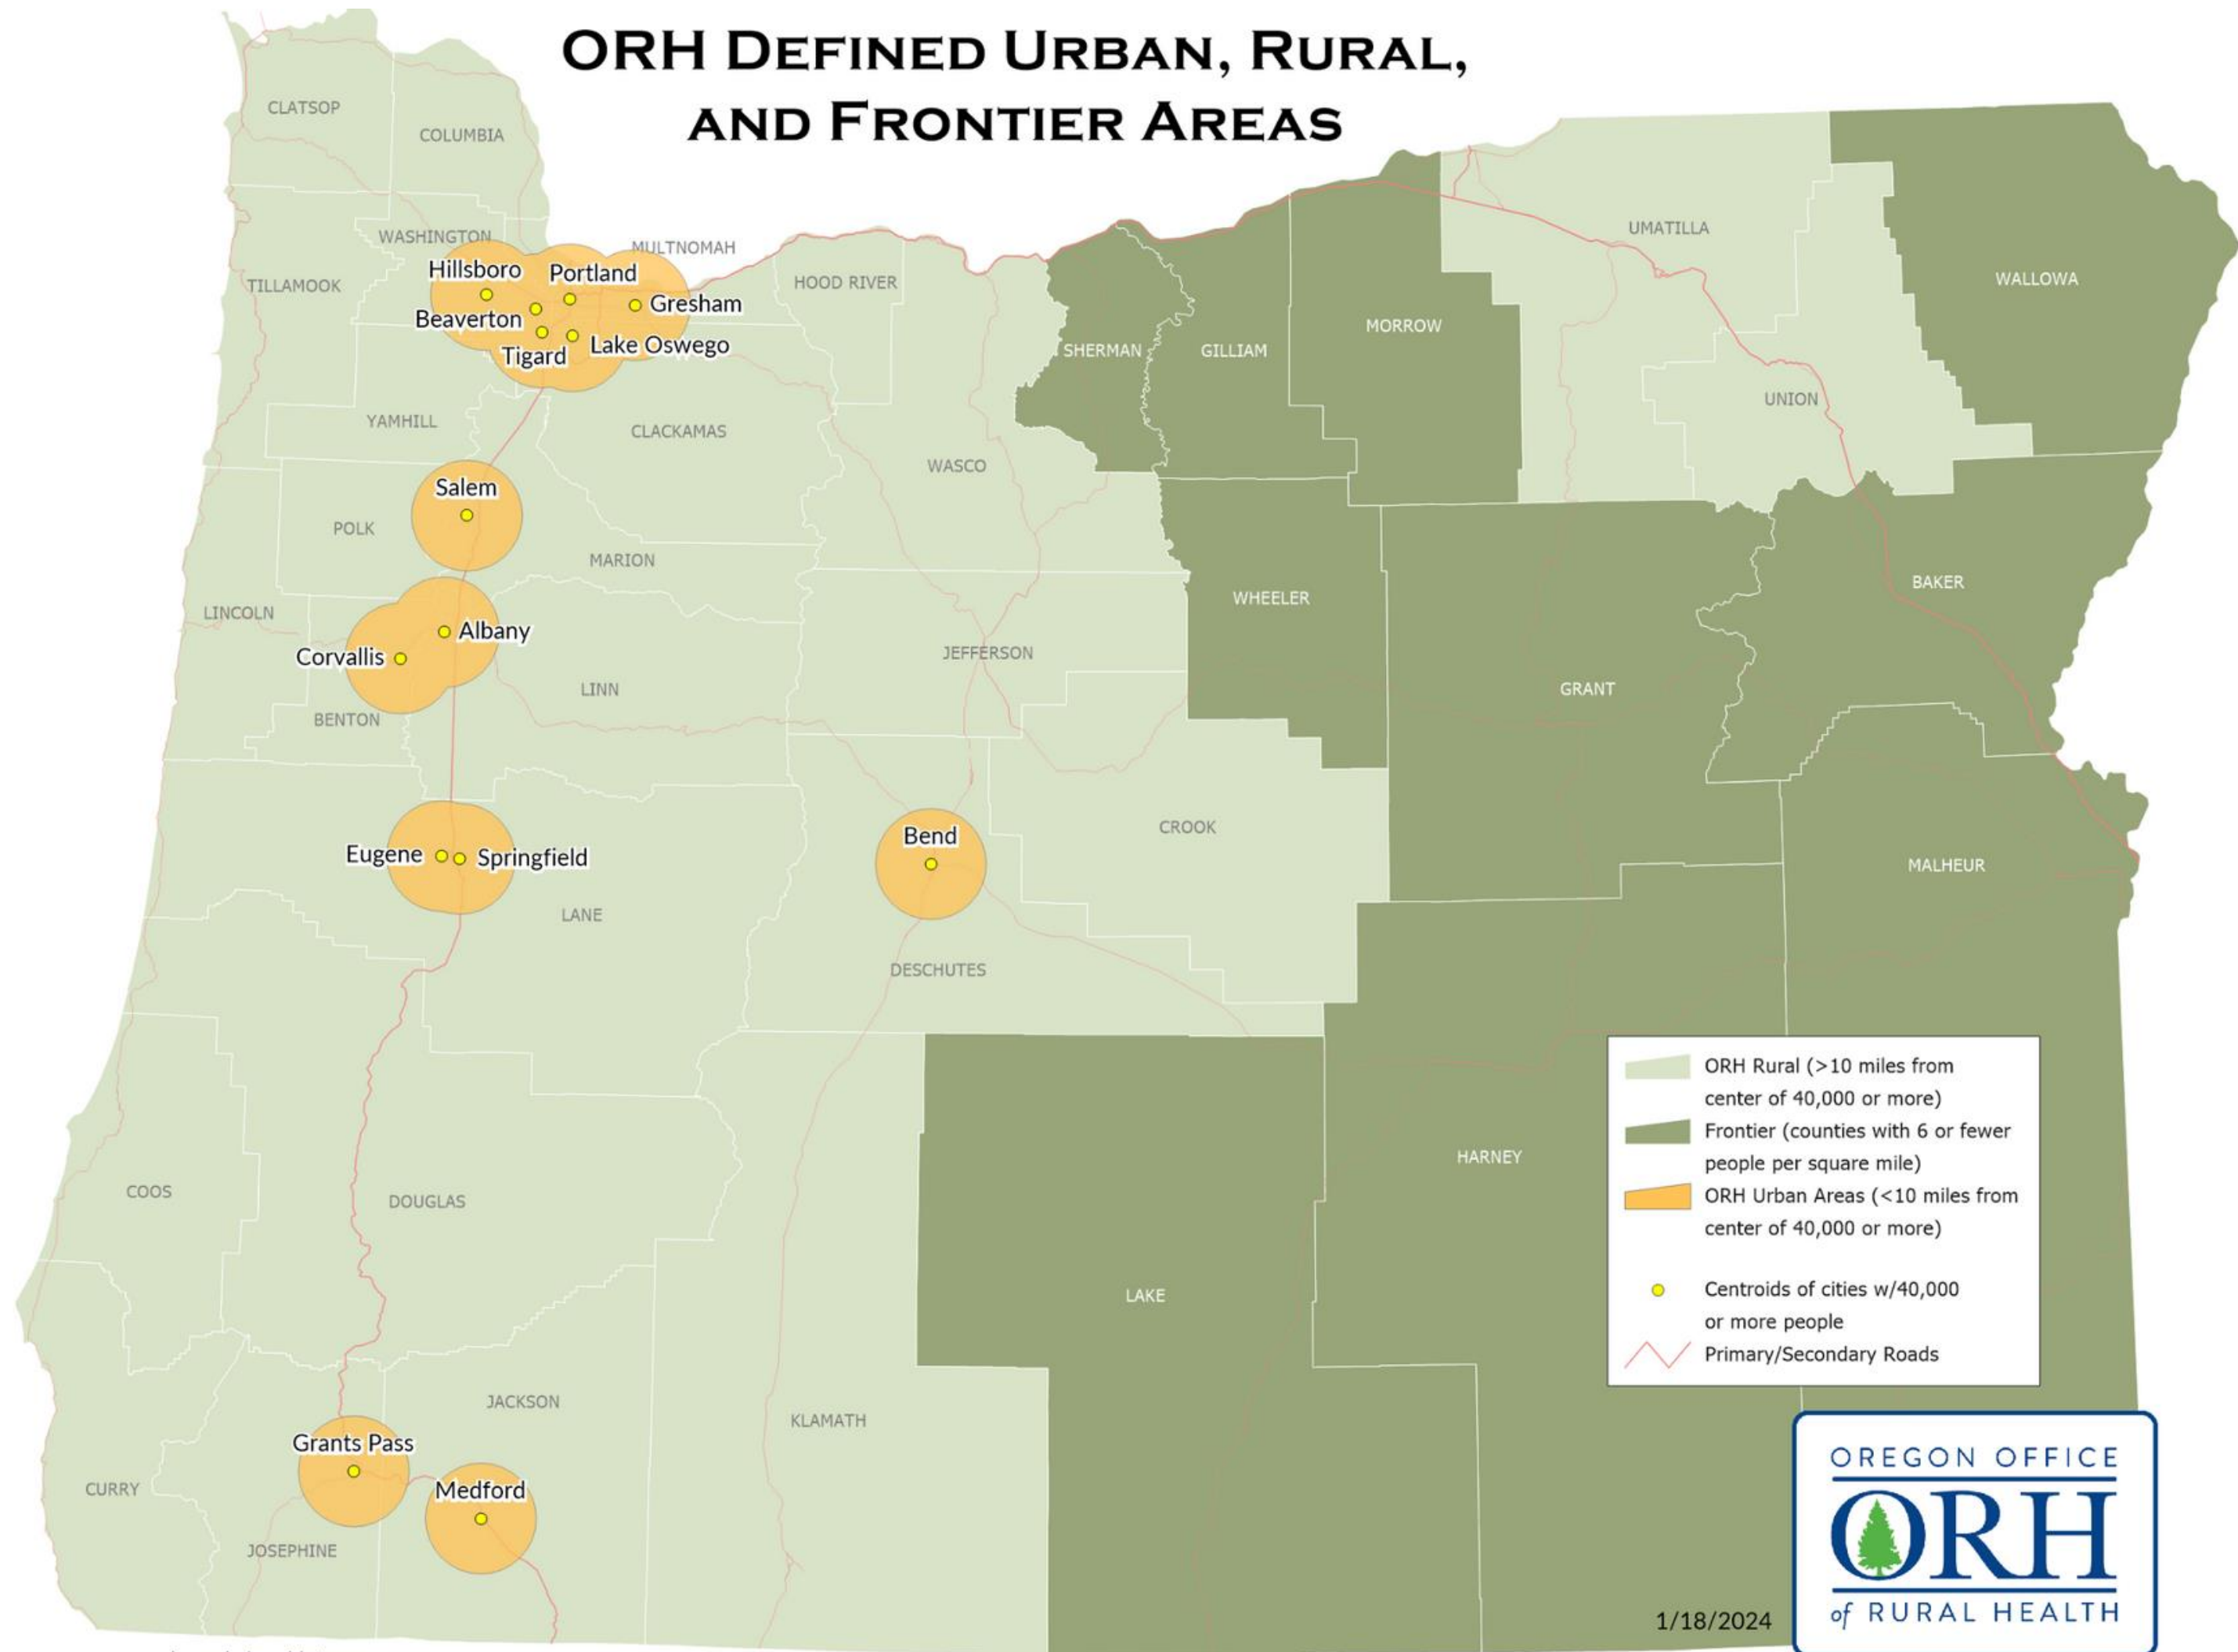 ORH DEFINED URBAN, RURAL,
AND FRONTIER AREAS
CLATSOP
COLUMBIA
WASHINGTON
MULTNOMAH
TILLAMOOK
Hillsboro
Portland
Gresham
Beaverton
Tigard
Lake Oswego
HOOD RIVER
UMATILLA
WALLOWA
MORROW
SHERMAN
GILLIAM
UNION
YAMHILL
CLACKAMAS
WASCO
Salem
POLK
MARION
BAKER
WHEELER
LINCOLN
Albany
Corvallis
JEFFERSON
LINN
GRANT
BENTON
Bend
CROOK
Eugene
Springfield
MALHEUR
LANE
DESCHUTES
ORH Rural (>10 miles from
center of 40,000 or more)
Frontier (counties with 6 or fewer
people per square mile)
ORH Urban Areas (<10 miles from
center of 40,000 or more)
Centroids of cities w/40,000
or more people
Primary/Secondary Roads
HARNEY
COOS
DOUGLAS
LAKE
JACKSON
KLAMATH
Grants Pass
Medford
CURRY
JOSEPHINE
1/18/2024
OREGON OFFICE
ORH
of RURAL HEALTH